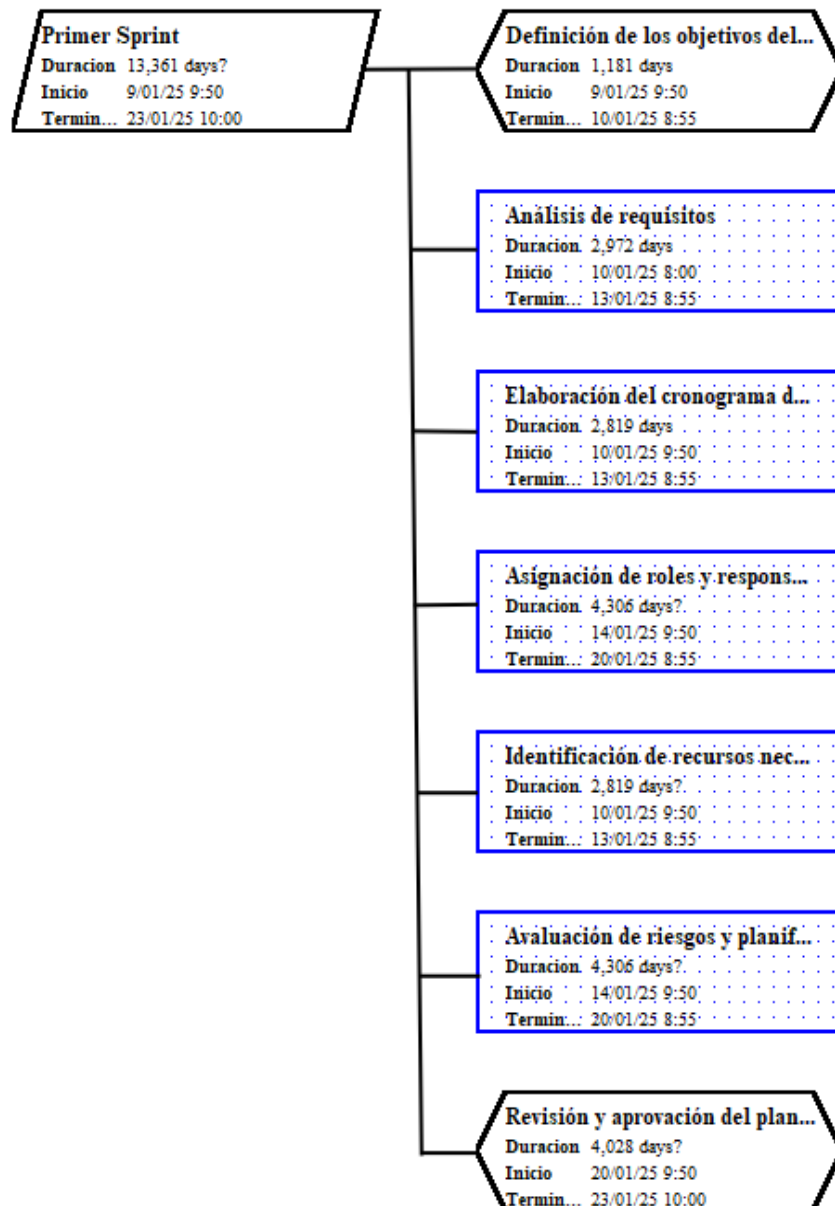 Primer Sprint
Duracion 13,361 days?
Inicio 9/01/25 9:50
Termin... 23/01/25 10:00
Definición de los objetivos del...
Duracion 1,181 days
Inicio 9/01/25 9:50
Termin... 10/01/25 8:55
Análisis de requisitos
Duracion 2,972 days
Inicio 10/01/25 8:00
Termin... 13/01/25 8:55
Elaboración del cronograma d...
Duracion 2,819 days
Inicio 10/01/25 9:50
Termin... 13/01/25 8:55
Asignación de roles y respons...
Duracion 4,306 days?
Inicio 14/01/25 9:50
Termin... 20/01/25 8:55
Identificación de recursos nec...
Duracion 2,819 days?
Inicio 10/01/25 9:50
Termin... 13/01/25 8:55
Avaluación de riesgos y planif...
Duracion 4,306 days?
Inicio 14/01/25 9:50
Termin... 20/01/25 8:55
Revisión y aprovación del plan...
Duracion 4,028 days?
Inicio 20/01/25 9:50
Termin... 23/01/25 10:00